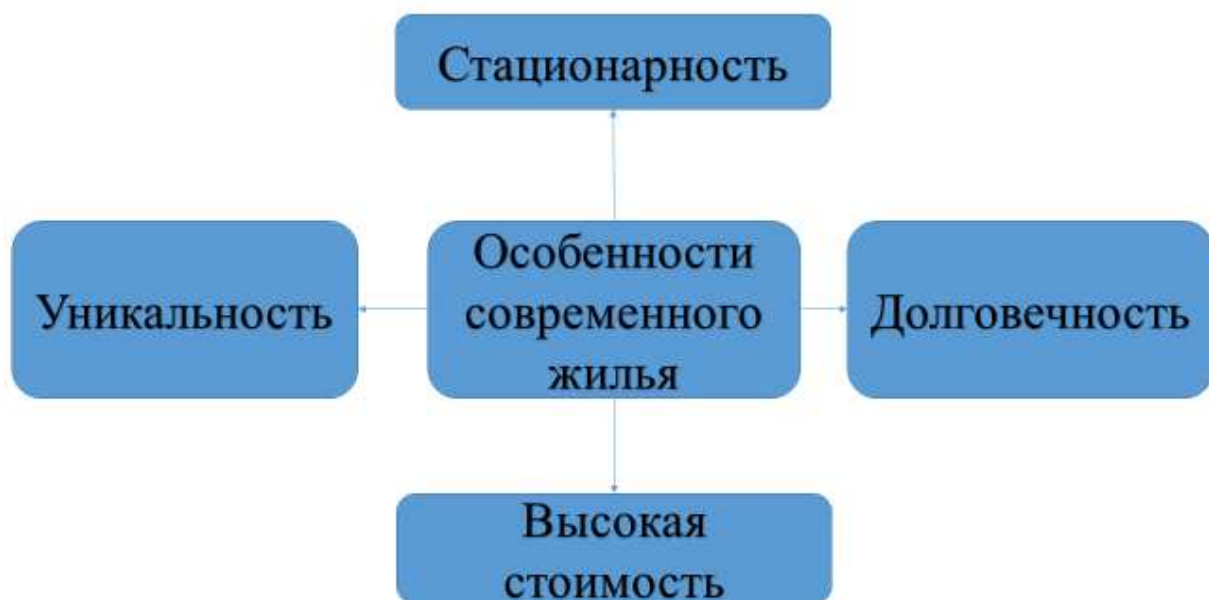 Стационарность
Уникальность
Особенности
современного
жилья
Долговечность
Высокая
стоимость